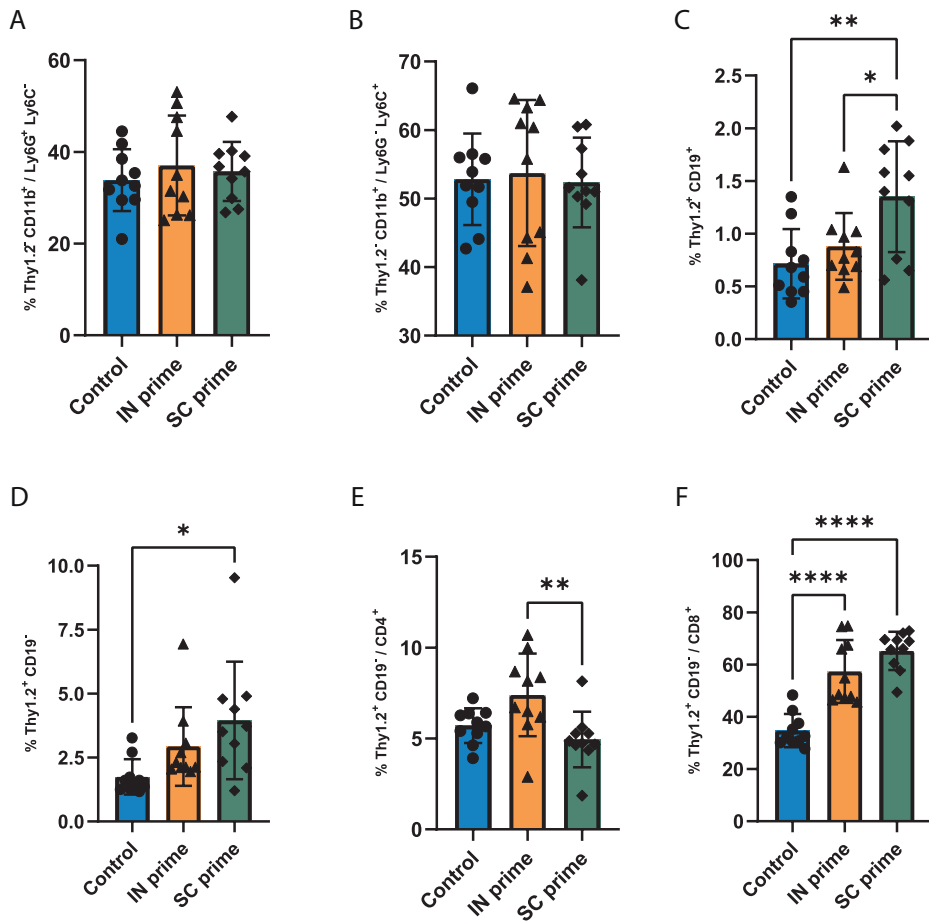 A
% Thy1.2⁻ CD11b⁺ / Ly6G⁺ Ly6C⁻
60
40
20
0
Control
IN prime
SC prime
B
% Thy1.2⁻ CD11b⁺ / Ly6G⁻ Ly6C⁺
70
60
50
40
30
Control
IN prime
SC prime
C
**
*
% Thy1.2⁺ CD19⁺
2.5
2.0
1.5
1.0
0.5
0.0
Control
IN prime
SC prime
D
*
% Thy1.2⁺ CD19⁻
10.0
7.5
5.0
2.5
0.0
Control
IN prime
SC prime
E
**
% Thy1.2⁺ CD19⁻ / CD4⁺
15
10
5
0
Control
IN prime
SC prime
F
****
****
% Thy1.2⁺ CD19⁻ / CD8⁺
100
80
60
40
20
0
Control
IN prime
SC prime